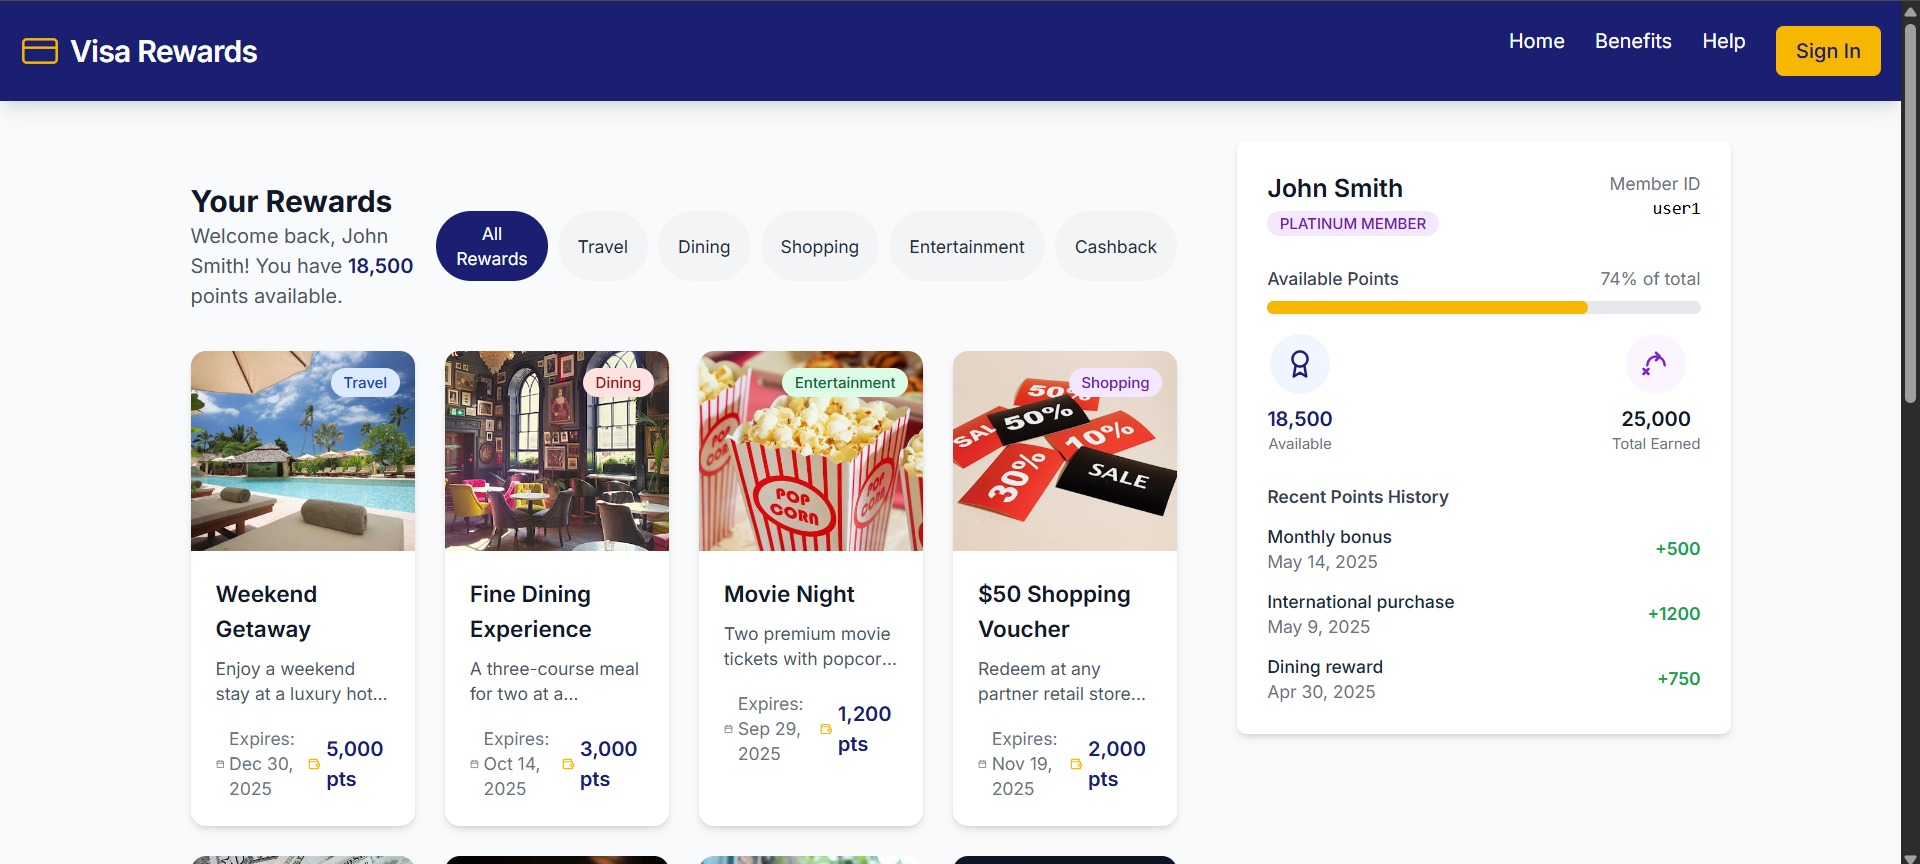 Visa Rewards
Home
Benefits
Help
Sign In
Your Rewards
Welcome back, John
Smith! You have 18,500
points available.
All
Rewards
Travel
Dining
Shopping
Entertainment
Cashback
Travel
Weekend
Getaway
Enjoy a weekend
stay at a luxury hot...
Expires:
Dec 30,
2025
5,000
pts
Dining
Fine Dining
Experience
A three-course meal
for two at a...
Expires:
Oct 14,
2025
3,000
pts
Entertainment
POP
CORN
Movie Night
Two premium movie
tickets with popcor...
Expires:
Sep 29,
2025
1,200
pts
Shopping
50%
50%
10%
30%
SALE
$50 Shopping
Voucher
Redeem at any
partner retail store...
Expires:
Nov 19,
2025
2,000
pts
John Smith
PLATINUM MEMBER
Member ID
user1
Available Points
74% of total
18,500
Available
25,000
Total Earned
Recent Points History
Monthly bonus
May 14, 2025
+500
International purchase
May 9, 2025
+1200
Dining reward
Apr 30, 2025
+750